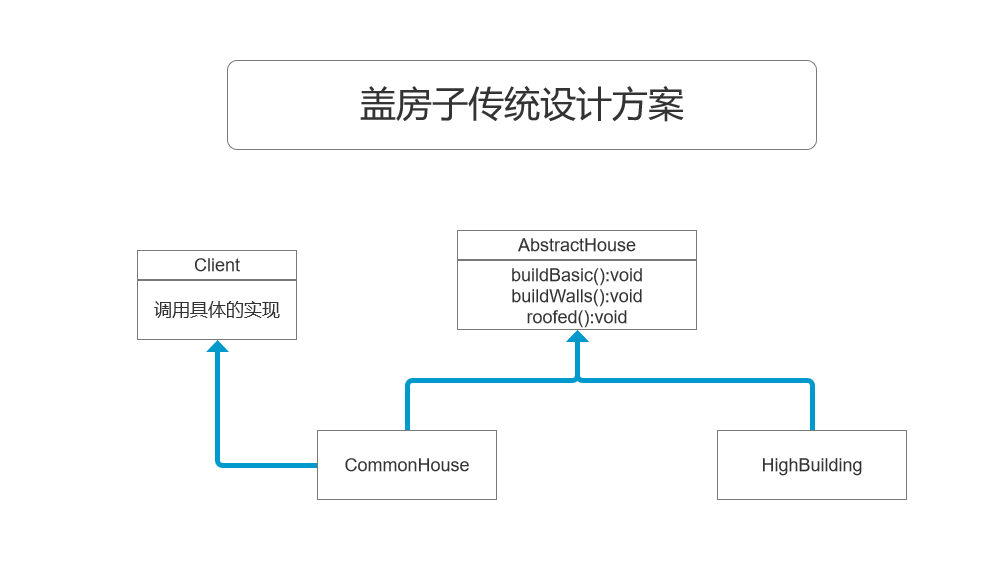 盖房子传统设计方案
Client
调用具体的实现
AbstractHouse
buildBasic():void
buildWalls():void
roofed():void
CommonHouse
HighBuilding